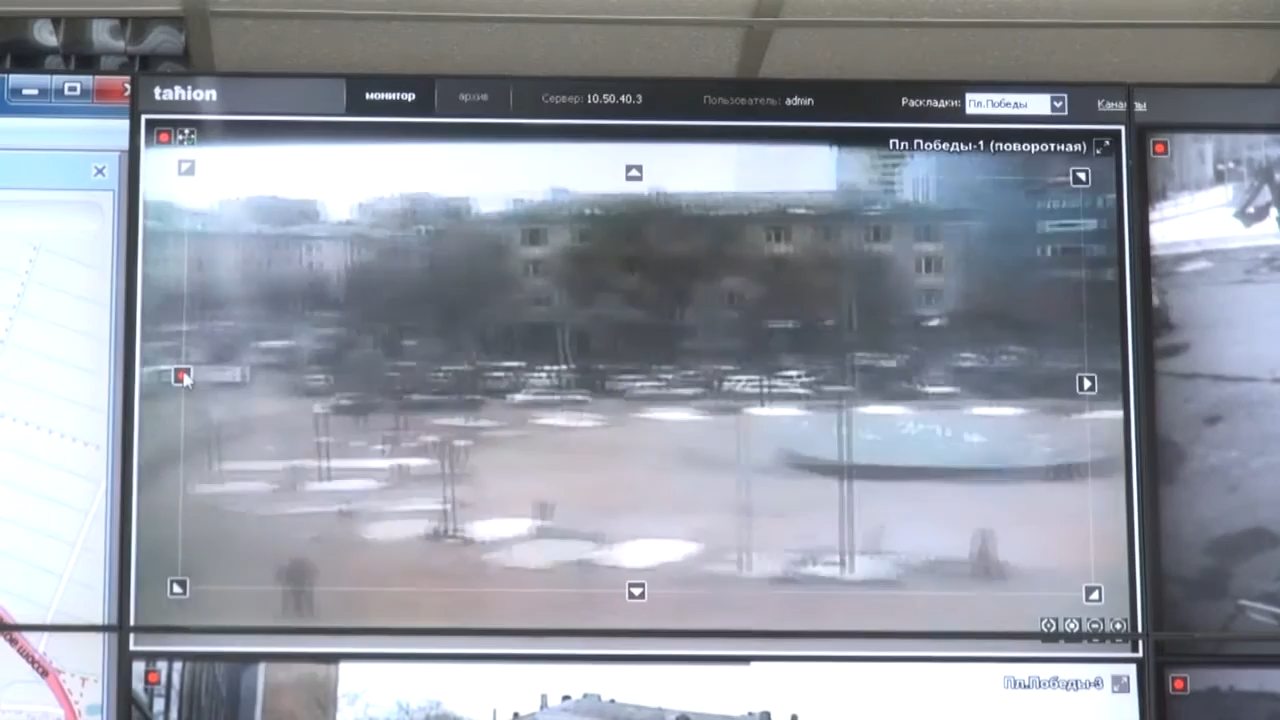 tahion
монитор
архив
Сервер: 10.50.40.3
Пользователь: admin
Раскладки: Пл.Победы
Пл.Победы-1 (поворотная)
шоссе
Пл.Победы-3